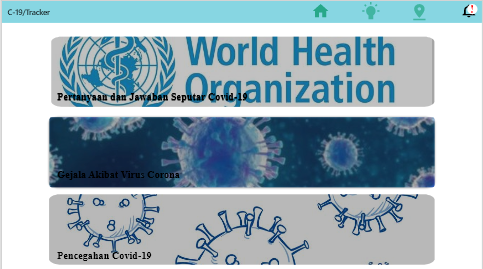 C-19/Tracker
World Health
Organization
Pertanyaan dan Jawaban Seputar Covid-19
Gejala Akibat Virus Corona
Pencegahan Covid-19